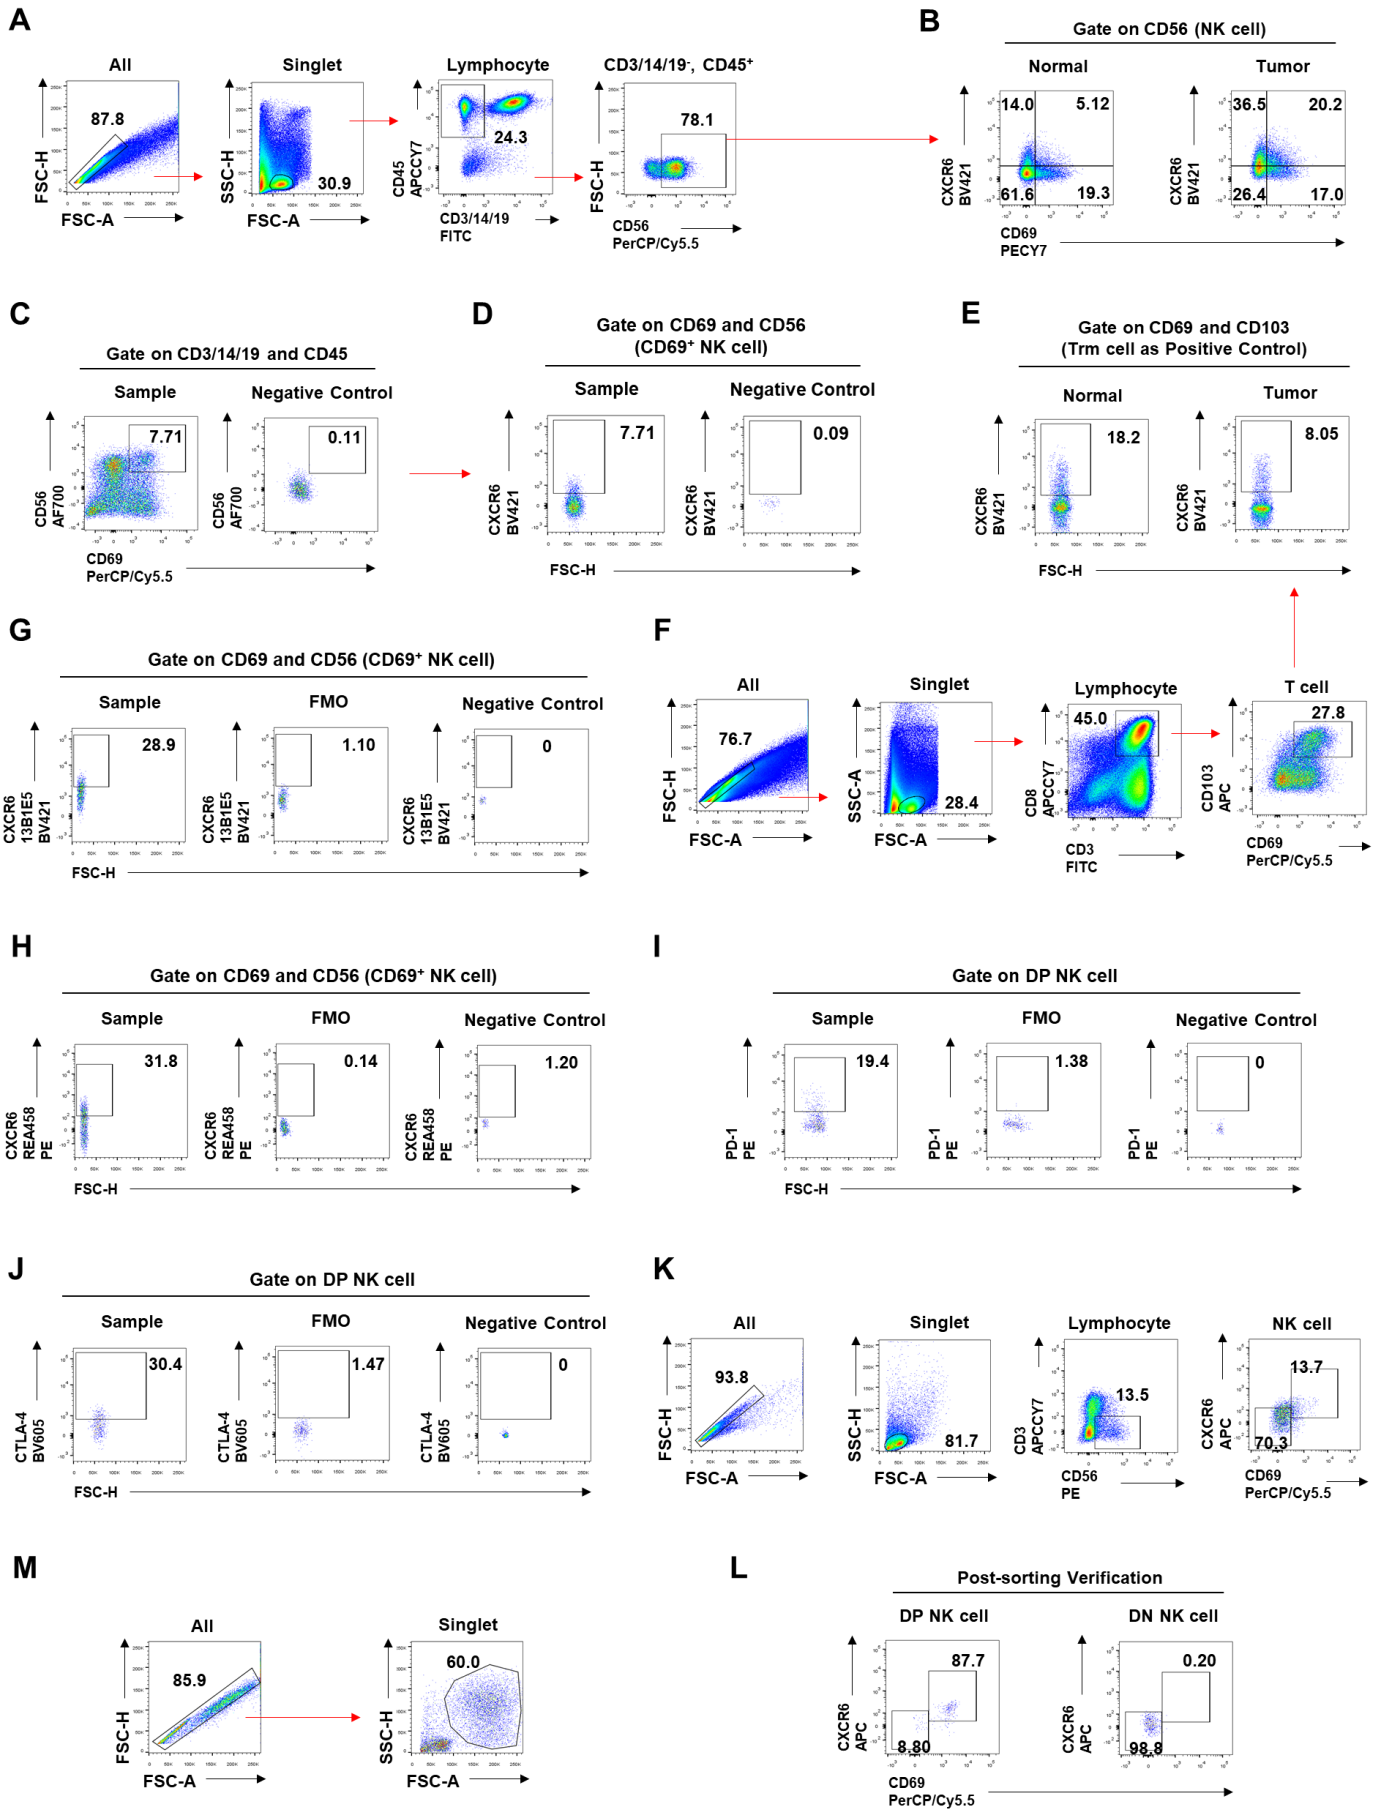 A
All
Singlet
Lymphocyte
CD3/14/19-, CD45+
87.8
30.9
24.3
78.1
FSC-H
FSC-A
SSC-H
FSC-A
CD45
APCCY7
CD3/14/19
FITC
FSC-H
CD56
PerCP/Cy5.5
B
Gate on CD56 (NK cell)
Normal
Tumor
14.0
5.12
61.6
19.3
36.5
20.2
26.4
17.0
CXCR6
BV421
CXCR6
BV421
CD69
PECY7
C
Gate on CD3/14/19 and CD45
Sample
Negative Control
7.71
0.11
CD56
AF700
CD56
AF700
CD69
PerCP/Cy5.5
D
Gate on CD69 and CD56
(CD69+ NK cell)
Sample
Negative Control
7.71
0.09
CXCR6
BV421
CXCR6
BV421
FSC-H
E
Gate on CD69 and CD103
(Trm cell as Positive Control)
Normal
Tumor
18.2
8.05
CXCR6
BV421
CXCR6
BV421
FSC-H
G
Gate on CD69 and CD56 (CD69+ NK cell)
Sample
FMO
Negative Control
28.9
1.10
0
CXCR6
13B1E5
BV421
CXCR6
13B1E5
BV421
CXCR6
13B1E5
BV421
FSC-H
F
All
Singlet
Lymphocyte
T cell
76.7
28.4
45.0
27.8
FSC-H
FSC-A
SSC-A
FSC-A
CD8
APCCY7
CD3
FITC
CD103
APC
CD69
PerCP/Cy5.5
H
Gate on CD69 and CD56 (CD69+ NK cell)
Sample
FMO
Negative Control
31.8
0.14
1.20
CXCR6
REA458
PE
CXCR6
REA458
PE
CXCR6
REA458
PE
FSC-H
I
Gate on DP NK cell
Sample
FMO
Negative Control
19.4
1.38
0
PD-1
PE
PD-1
PE
PD-1
PE
FSC-H
J
Gate on DP NK cell
Sample
FMO
Negative Control
30.4
1.47
0
CTLA-4
BV605
CTLA-4
BV605
CTLA-4
BV605
FSC-H
K
All
Singlet
Lymphocyte
NK cell
93.8
81.7
13.5
13.7
70.3
FSC-H
FSC-A
SSC-H
FSC-A
CD3
APCCY7
CD56
PE
CXCR6
APC
CD69
PerCP/Cy5.5
M
All
Singlet
85.9
60.0
FSC-H
FSC-A
SSC-H
FSC-A
L
Post-sorting Verification
DP NK cell
DN NK cell
87.7
8.80
0.20
98.8
CXCR6
APC
CXCR6
APC
CD69
PerCP/Cy5.5